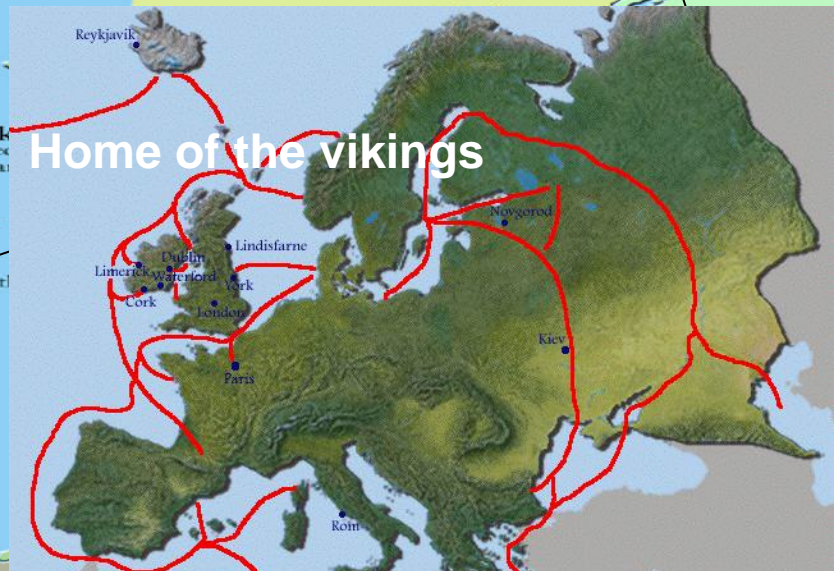 Reykjavik
Home of the vikings
Novgorod
Lindisfarne
Dublin
Limerick
Waterford
York
Cork
London
Kiev
Paris
Rom